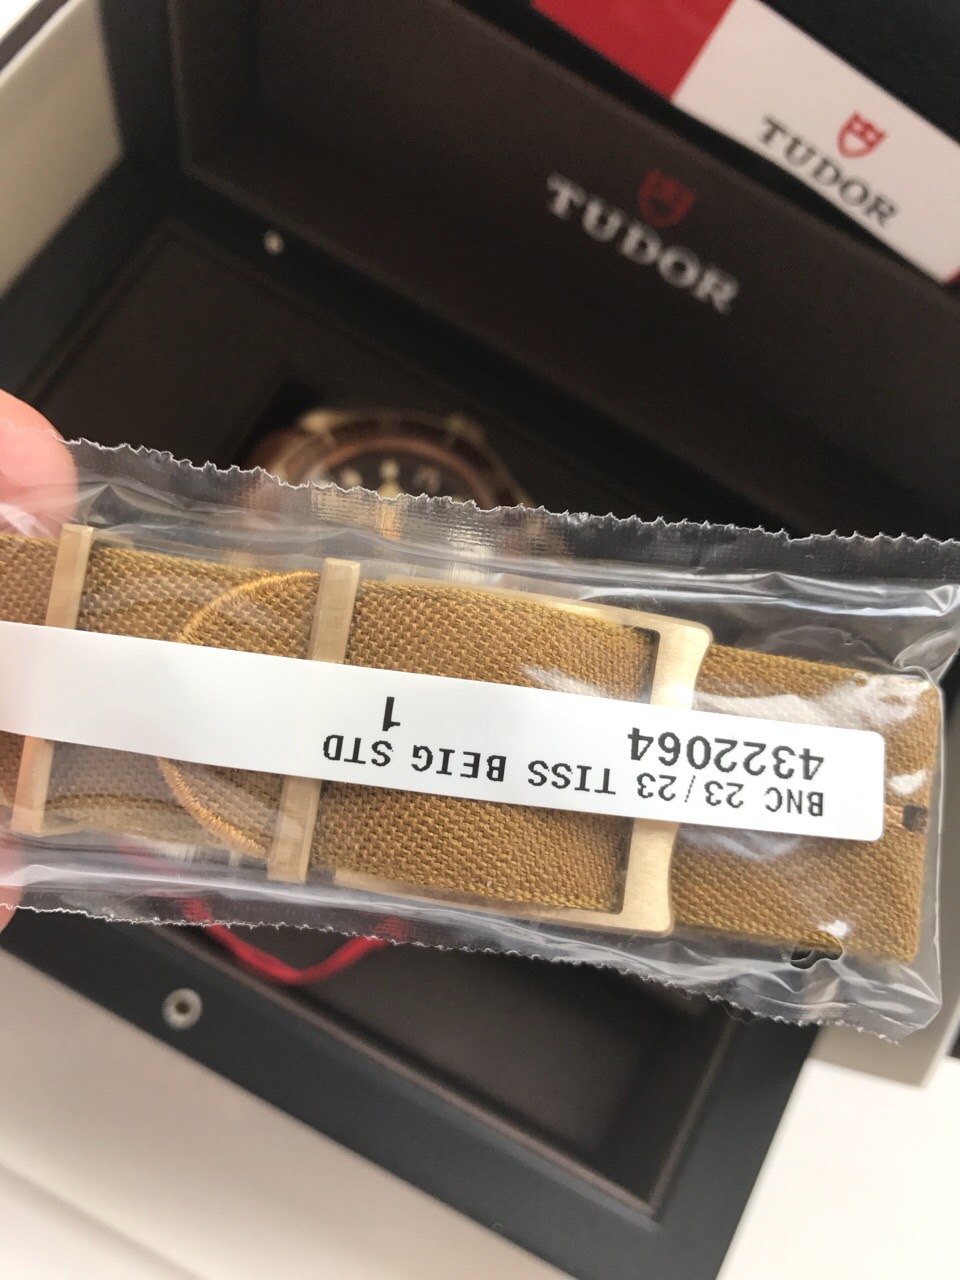 TUDOR
TUDOR
4322064
BNC 23/23 TISS BEIG STD
1